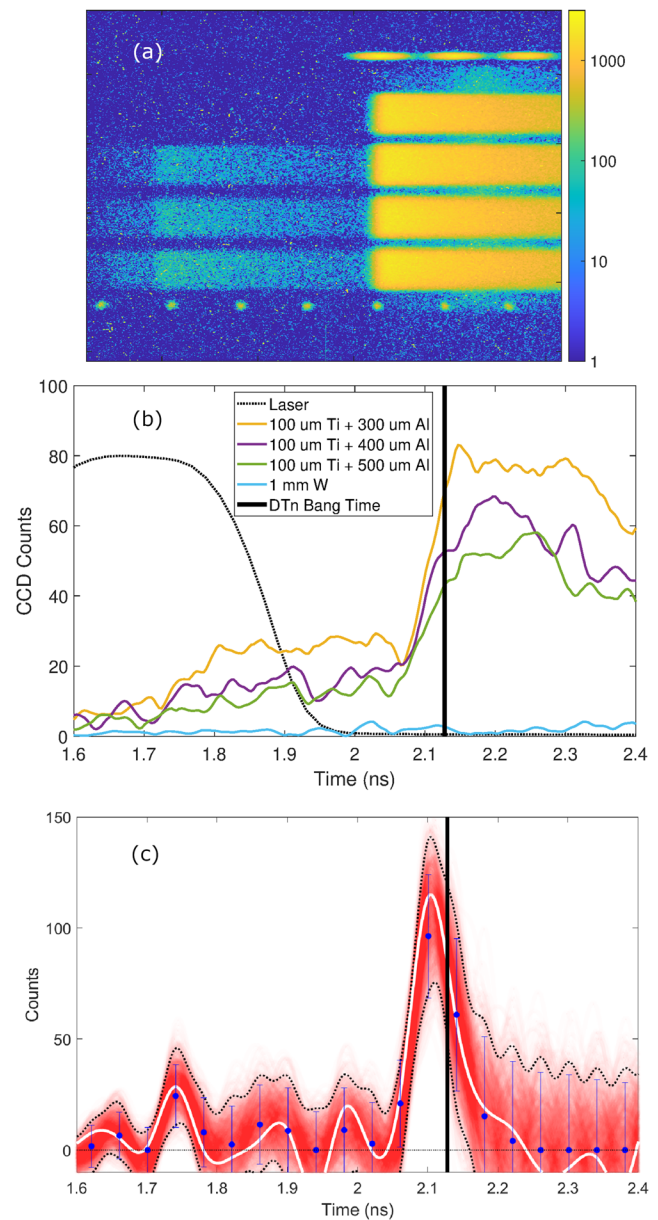 (a)
1000
100
10
1
(b)
100
80
60
40
20
0
CCD Counts
Laser
100 um Ti + 300 um Al
100 um Ti + 400 um Al
100 um Ti + 500 um Al
1 mm W
DTn Bang Time
1.6 1.7 1.8 1.9 2 2.1 2.2 2.3 2.4
Time (ns)
(c)
150
100
50
0
Counts
1.6 1.7 1.8 1.9 2 2.1 2.2 2.3 2.4
Time (ns)